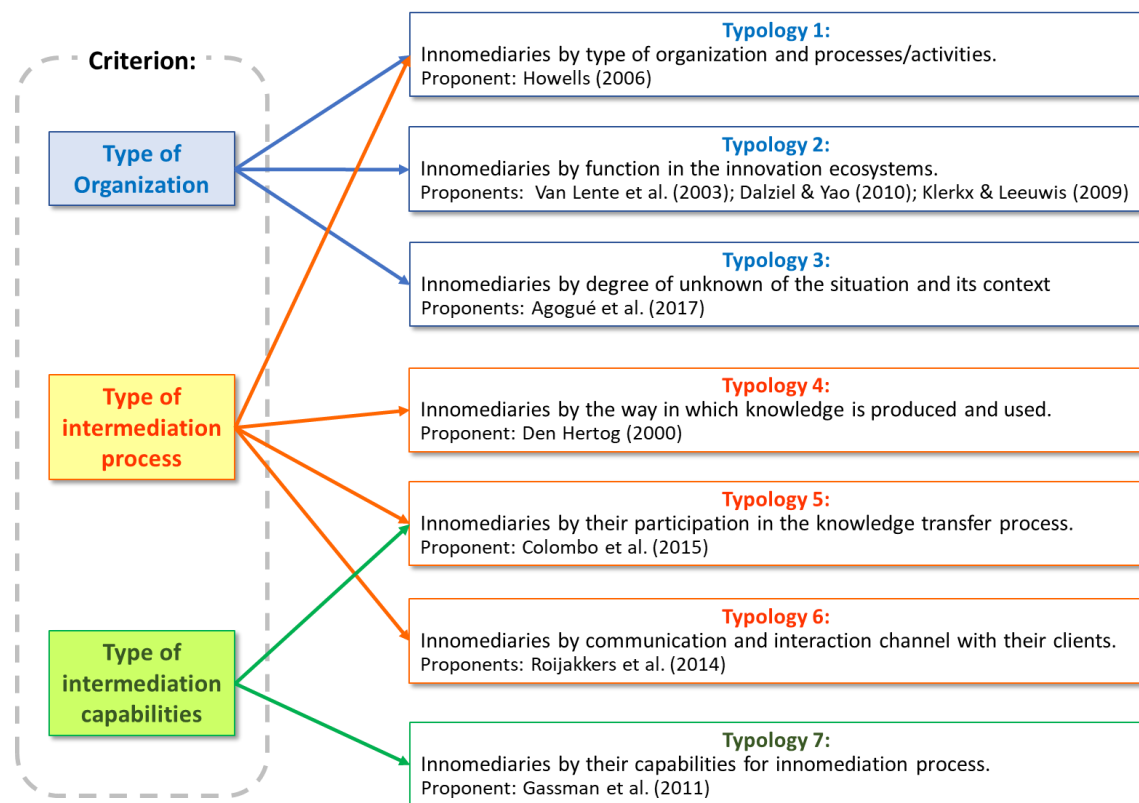 Criterion:
Type of
Organization
Type of
intermediation
process
Type of
intermediation
capabilities
Typology 1:
Innomediaries by type of organization and processes/activities.
Proponent: Howells (2006)
Typology 2:
Innomediaries by function in the innovation ecosystems.
Proponents: Van Lente et al. (2003); Dalziel & Yao (2010); Klerkx & Leeuwis (2009)
Typology 3:
Innomediaries by degree of unknown of the situation and its context
Proponents: Agogué et al. (2017)
Typology 4:
Innomediaries by the way in which knowledge is produced and used.
Proponent: Den Hertog (2000)
Typology 5:
Innomediaries by their participation in the knowledge transfer process.
Proponent: Colombo et al. (2015)
Typology 6:
Innomediaries by communication and interaction channel with their clients.
Proponents: Roijakkers et al. (2014)
Typology 7:
Innomediaries by their capabilities for innomediation process.
Proponent: Gassman et al. (2011)